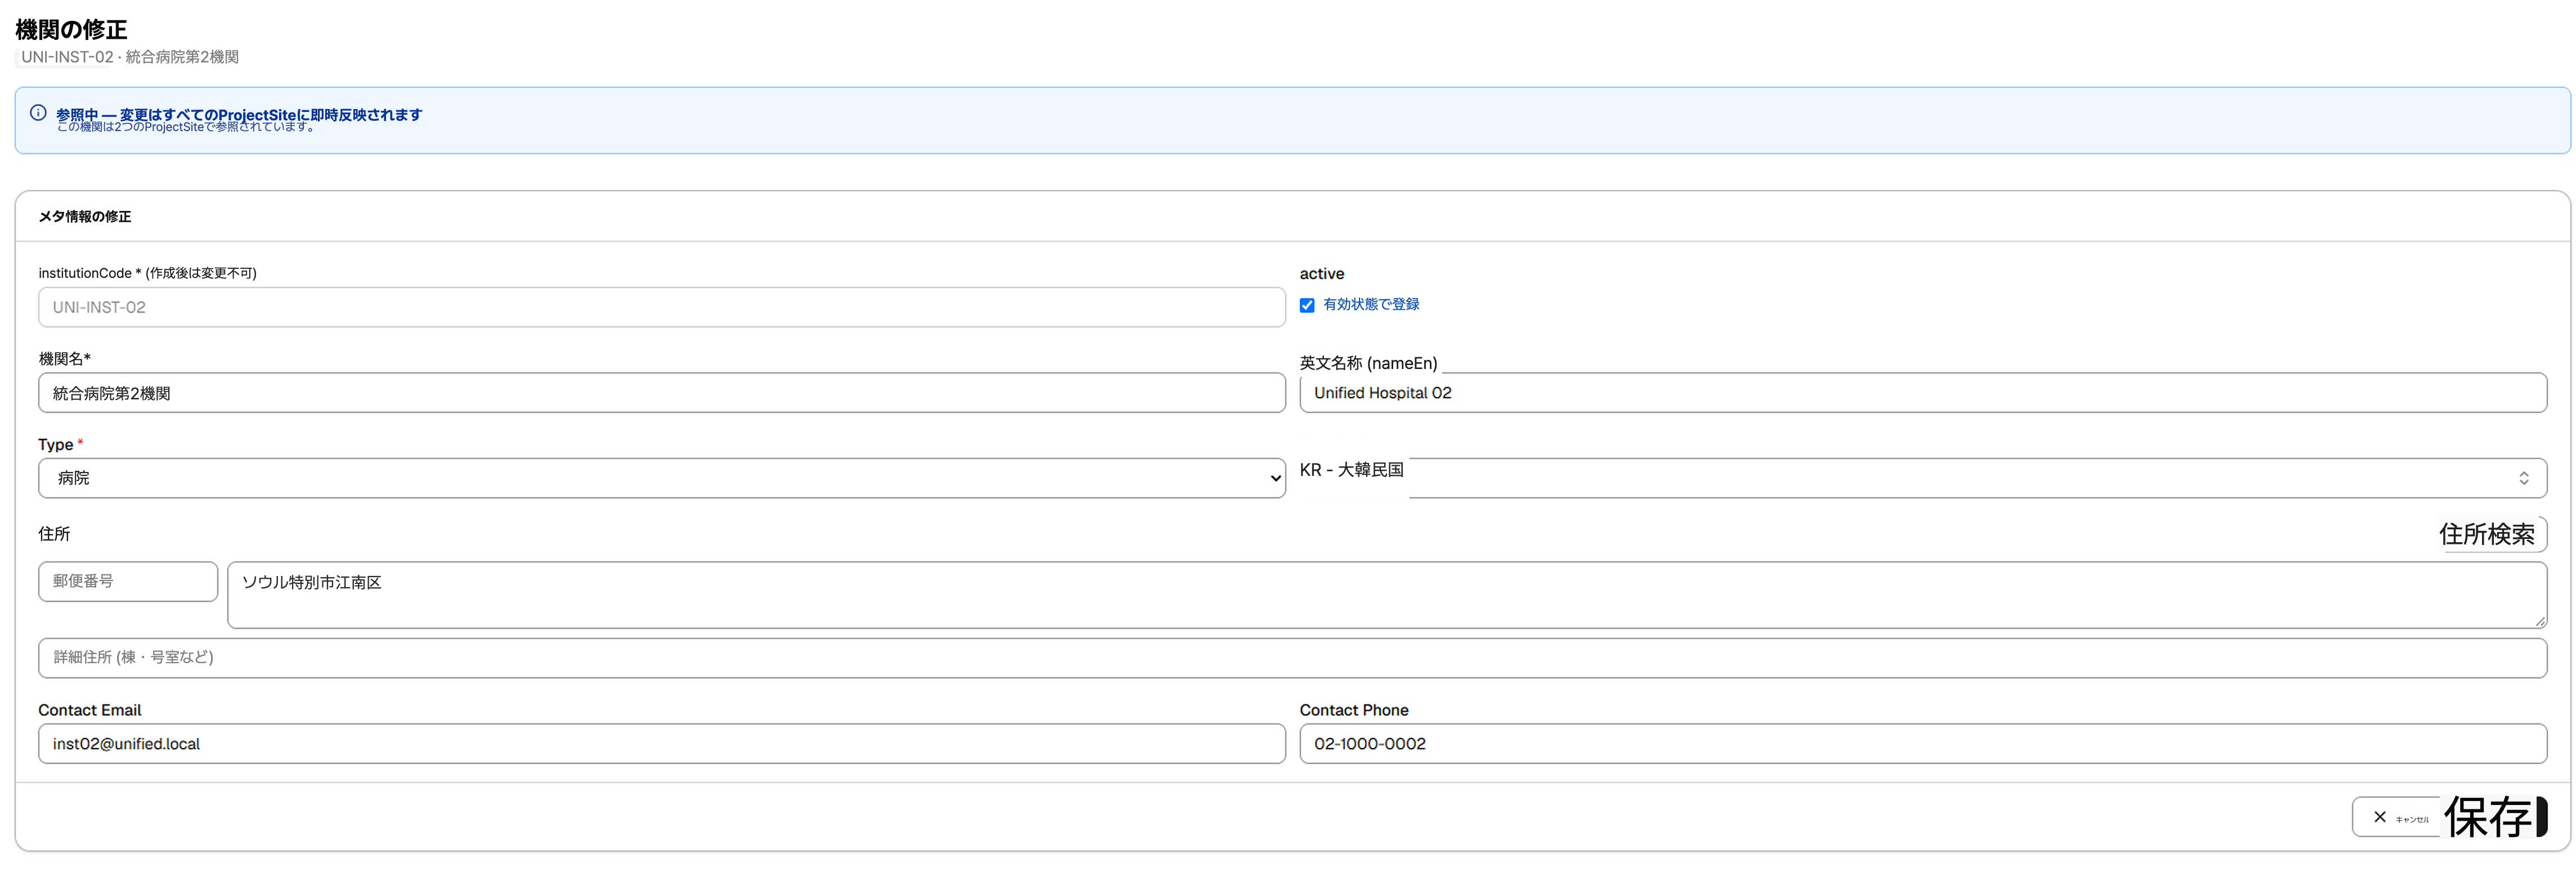 機関の修正
UNI-INST-02 · 統合病院第2機関
参照中 — 変更はすべてのProjectSiteに即時反映されます
この機関は2つのProjectSiteで参照されています。
メタ情報の修正
institutionCode * (作成後は変更不可)
UNI-INST-02
active
有効状態で登録
機関名*
統合病院第2機関
英文名称 (nameEn)
Unified Hospital 02
Type *
病院
KR - 大韓民国
住所
住所検索
郵便番号
ソウル特別市江南区
詳細住所 (棟・号室など)
Contact Email
inst02@unified.local
Contact Phone
02-1000-0002
キャンセル
保存